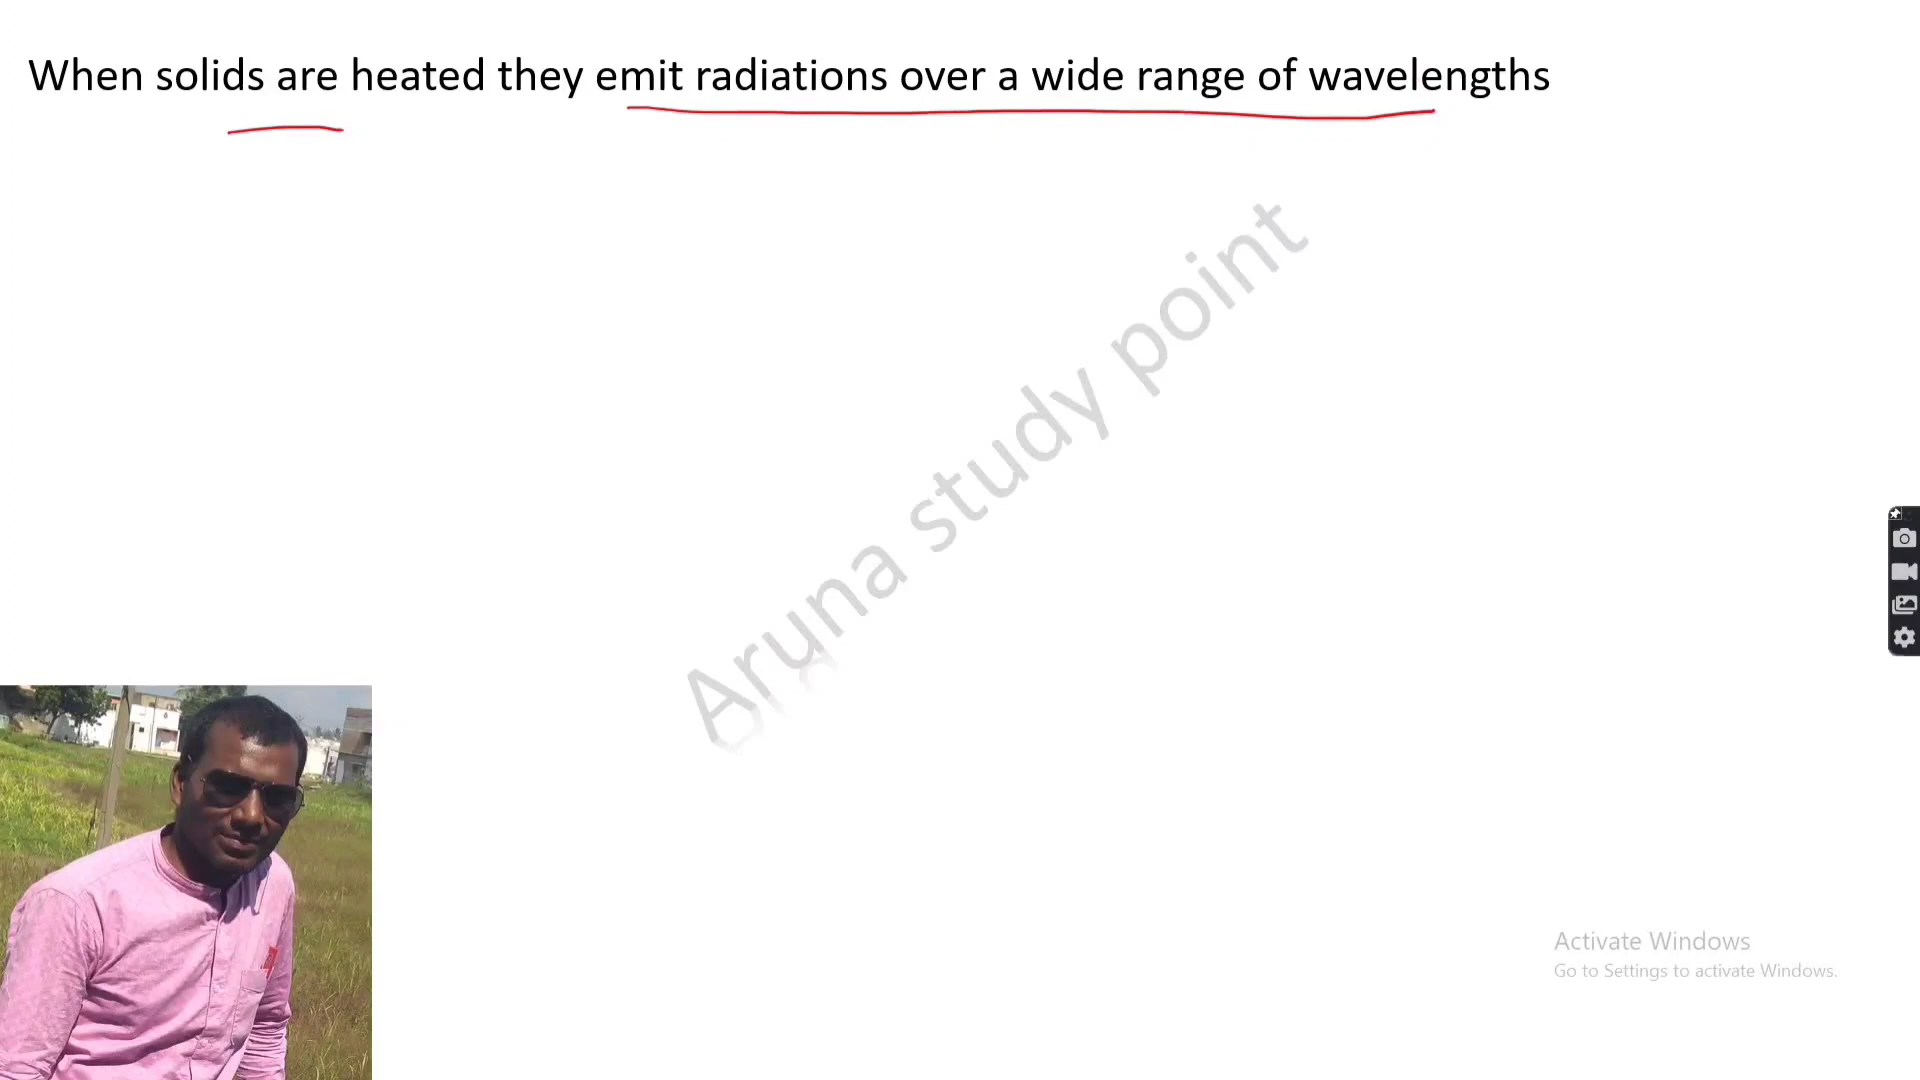 When solids are heated they emit radiations over a wide range of wavelengths
Aruna study point
Activate Windows
Go to Settings to activate Windows.